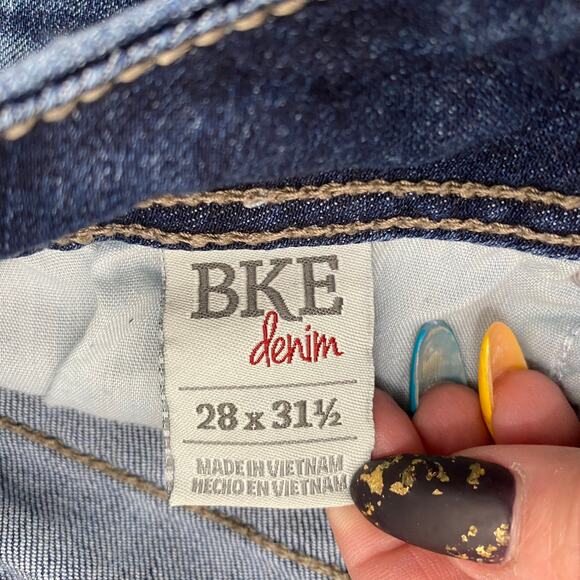 BKE
denim
28 x 31½
MADE IN VIETNAM
HECHO EN VIETNAM